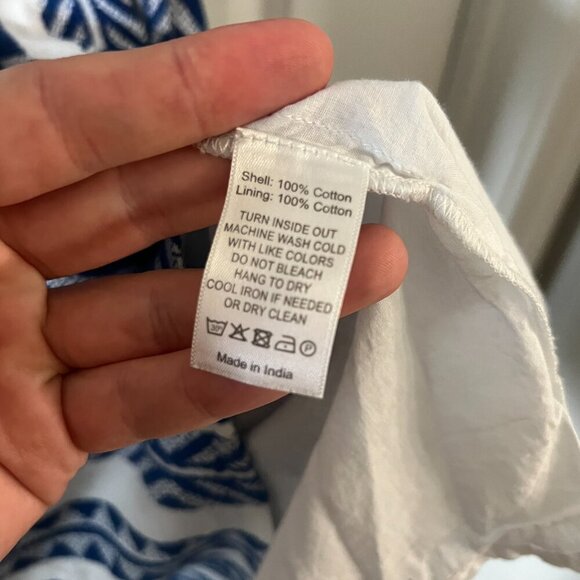 Shell: 100% Cotton
Lining: 100% Cotton
TURN INSIDE OUT
MACHINE WASH COLD
WITH LIKE COLORS
DO NOT BLEACH
HANG TO DRY
COOL IRON IF NEEDED
OR DRY CLEAN
30° P
Made in India